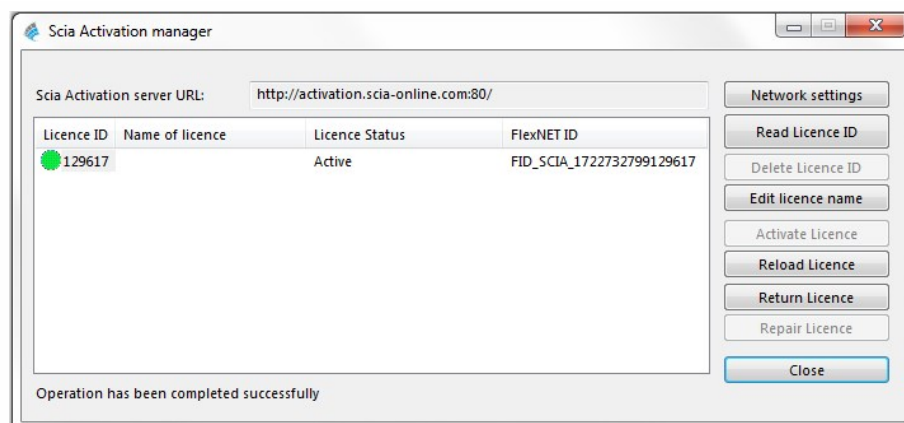 Scia Activation manager
Scia Activation server URL: http://activation.scia-online.com:80/
Licence ID Name of licence Licence Status FlexNET ID
129617 Active FID_SCIA_1722732799129617
Network settings
Read Licence ID
Delete Licence ID
Edit licence name
Activate Licence
Reload Licence
Return Licence
Repair Licence
Close
Operation has been completed successfully